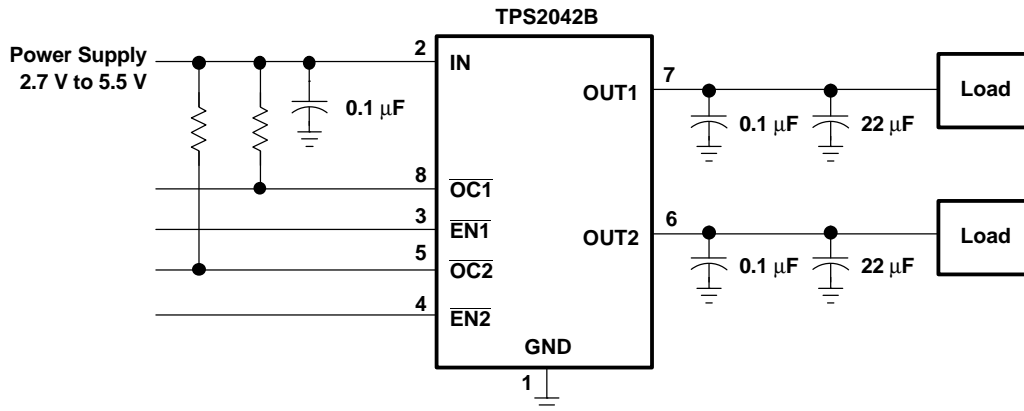 TPS2042B
Power Supply
2.7 V to 5.5 V
2
IN
0.1 μF
8
OC1
3
EN1
5
OC2
4
EN2
GND
1
OUT1
7
0.1 μF
22 μF
Load
OUT2
6
0.1 μF
22 μF
Load